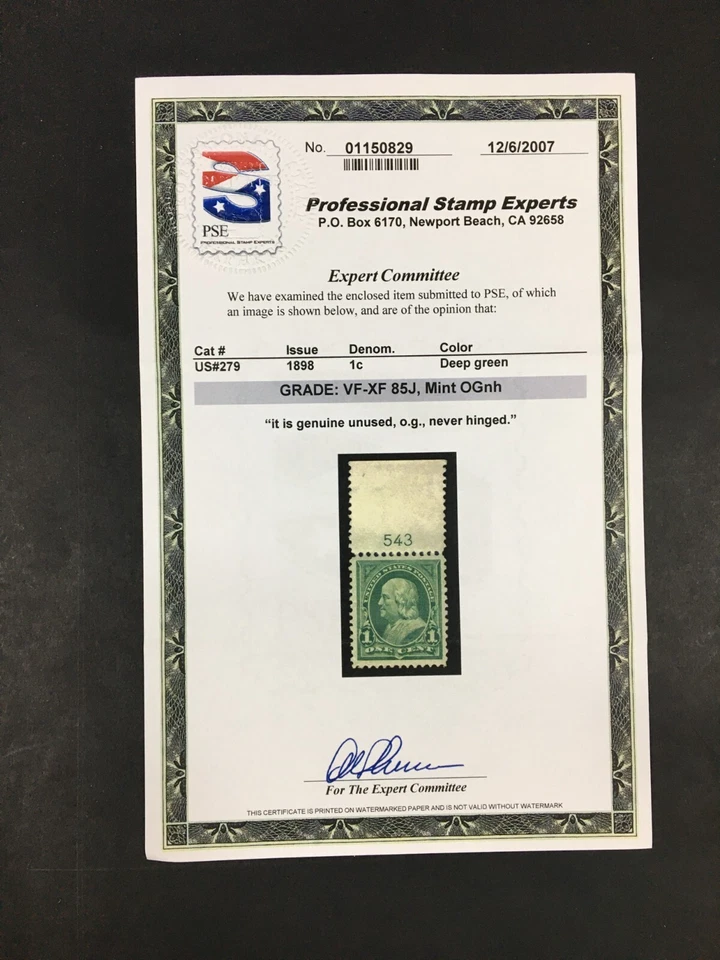 No. 01150829 12/6/2007
PSE
PROFESSIONAL STAMP EXPERTS
Professional Stamp Experts
P.O. Box 6170, Newport Beach, CA 92658
Expert Committee
We have examined the enclosed item submitted to PSE, of which
an image is shown below, and are of the opinion that:
Cat # Issue Denom. Color
US#279 1898 1c Deep green
GRADE: VF-XF 85J, Mint OGnh
“it is genuine unused, o.g., never hinged.”
543
UNITED STATES POSTAGE
1 1
ONE CENT
For The Expert Committee
THIS CERTIFICATE IS PRINTED ON WATERMARKED PAPER AND IS NOT VALID WITHOUT WATERMARK